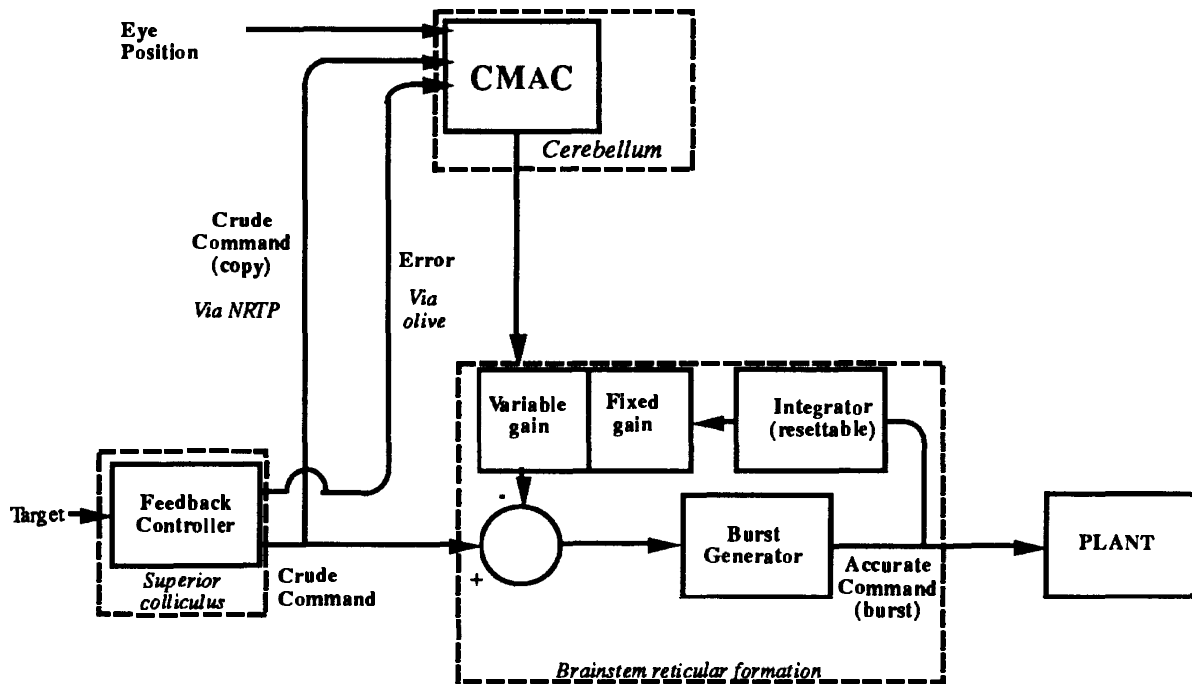 Eye
Position
CMAC
Cerebellum
Crude
Command
(copy)
Via NRTP
Error
Via
olive
Variable
gain
Fixed
gain
Integrator
(resettable)
Target
Feedback
Controller
Superior
colliculus
Crude
Command
-
+
Burst
Generator
Accurate
Command
(burst)
PLANT
Brainstem reticular formation